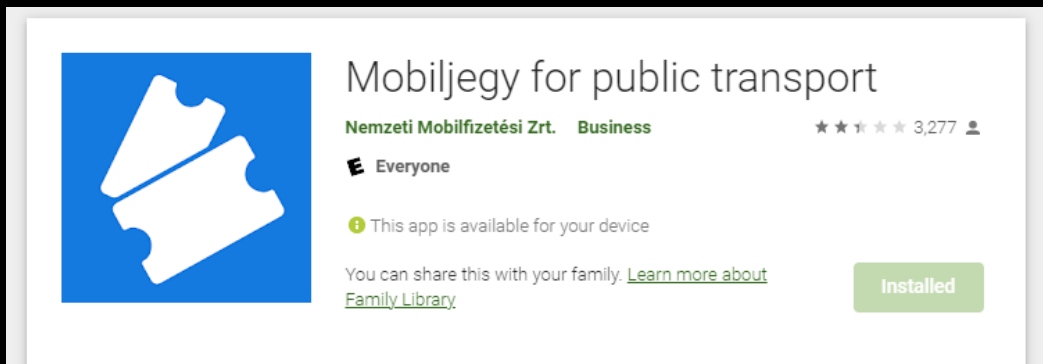 Mobiljegy for public transport
Nemzeti Mobilfizetési Zrt. Business 3,277
E Everyone
This app is available for your device
You can share this with your family. Learn more about
Family Library
Installed